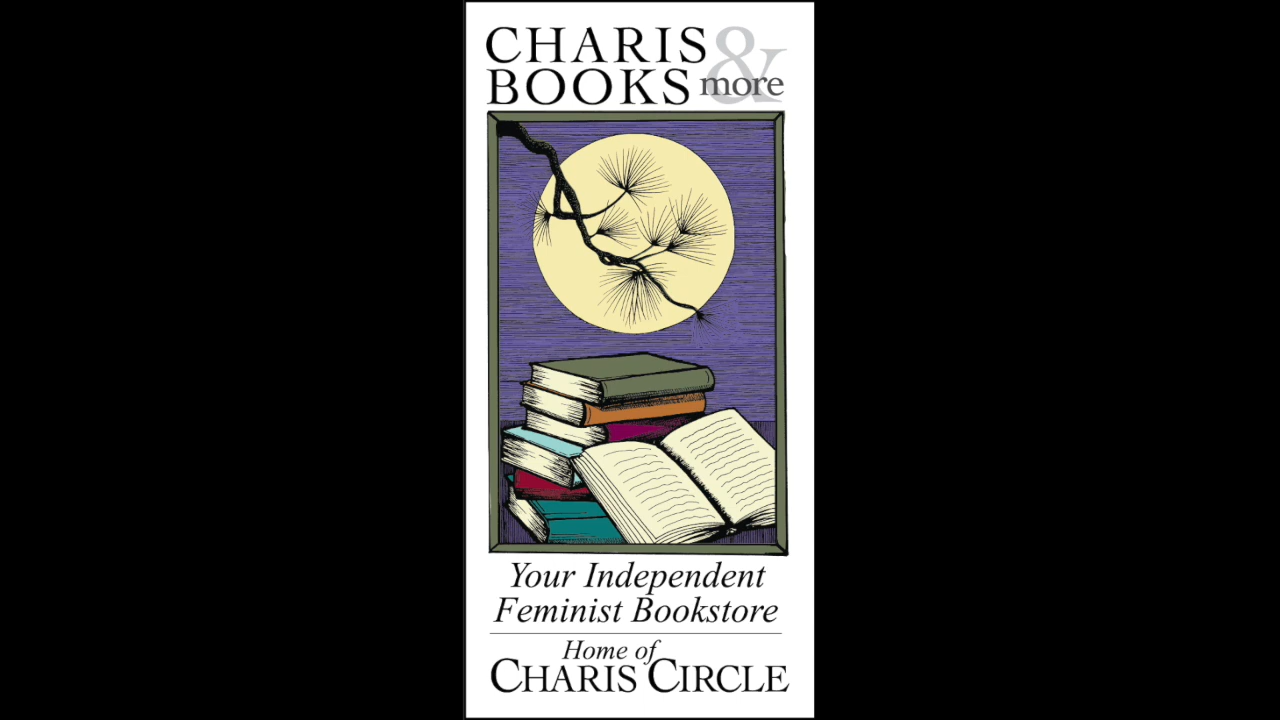 CHARIS &
BOOKS more
Your Independent
Feminist Bookstore
Home of
CHARIS CIRCLE